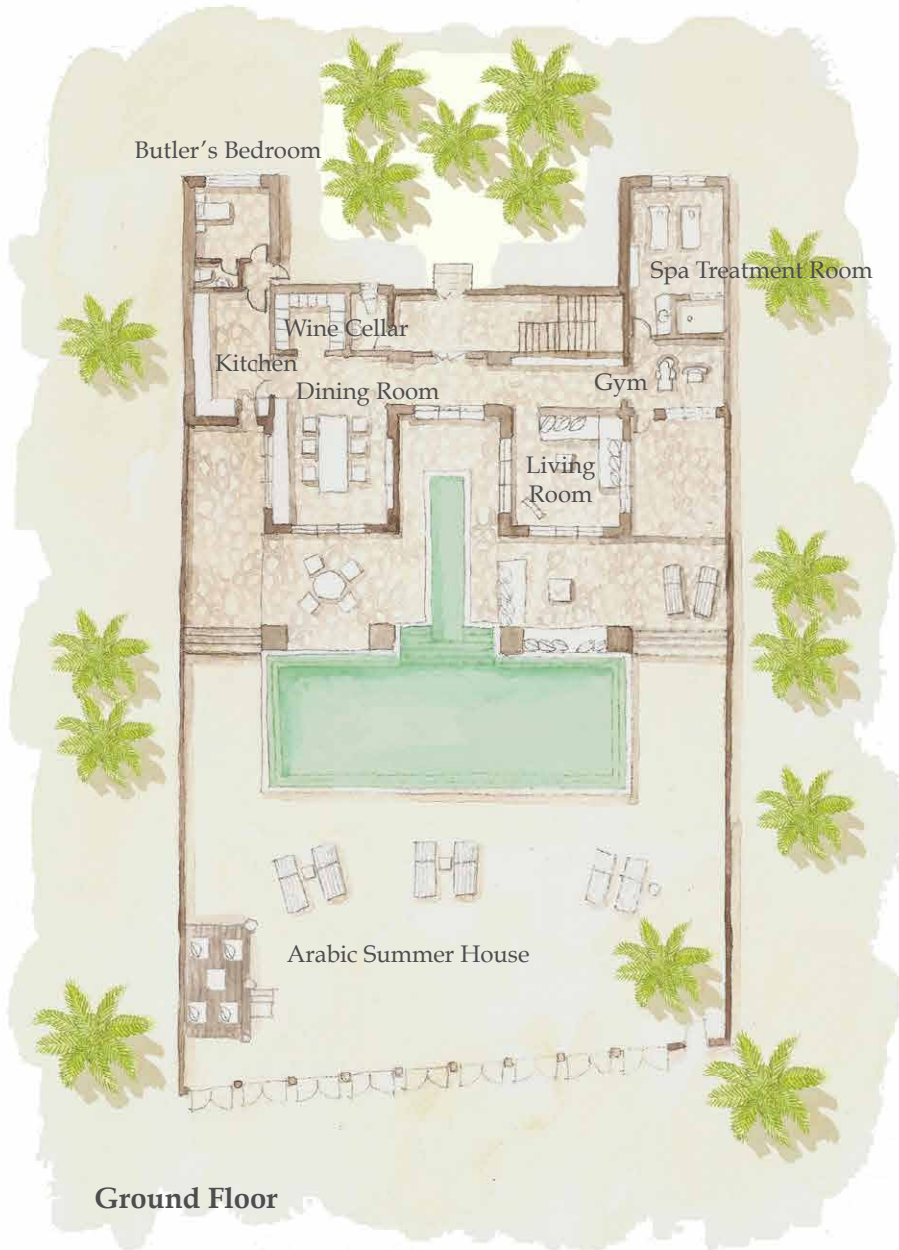 Butler's Bedroom
Spa Treatment Room
Wine Cellar
Kitchen
Gym
Dining Room
Living
Room
Arabic Summer House
Ground Floor